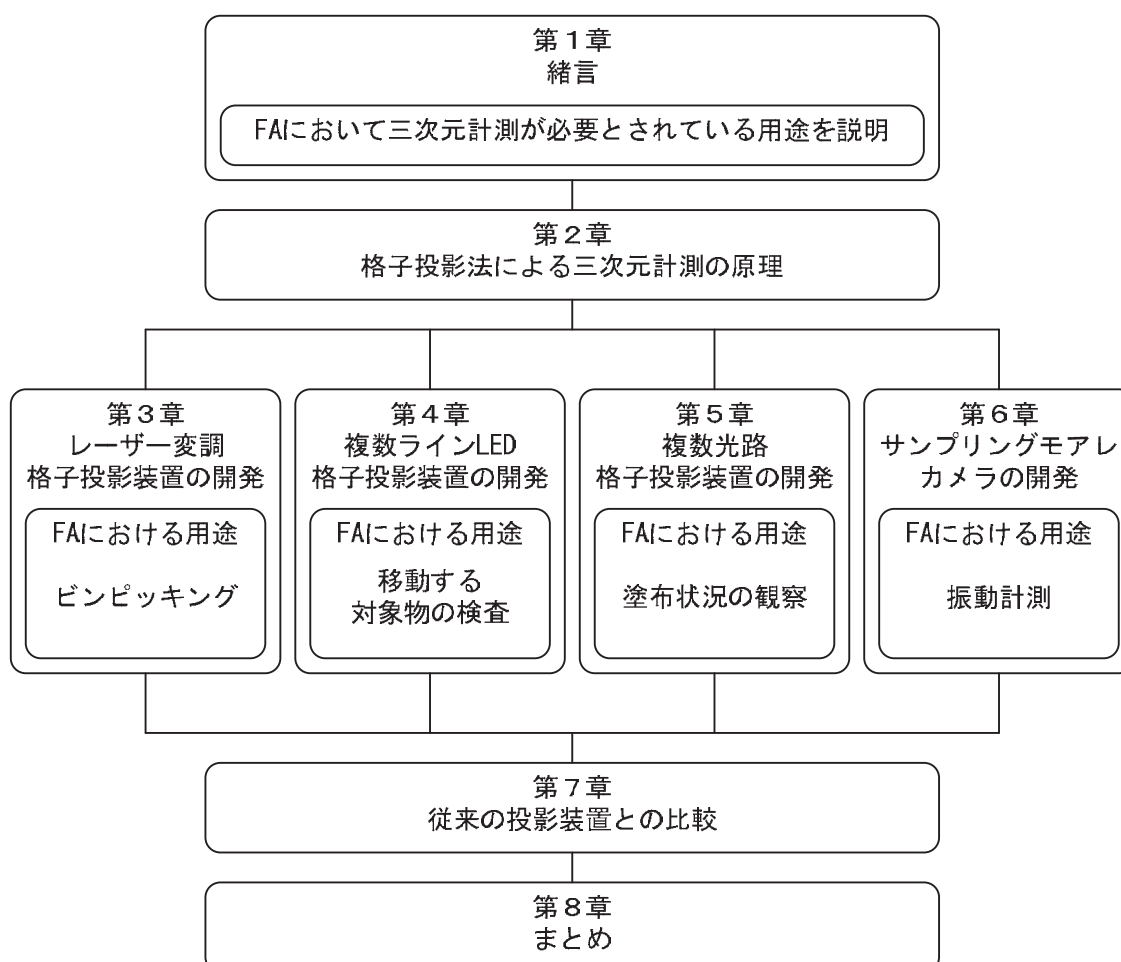 第1章
緒言
FAにおいて三次元計測が必要とされている用途を説明
第2章
格子投影法による三次元計測の原理
第3章
レーザー変調
格子投影装置の開発
FAにおける用途
ビンピッキング
第4章
複数ラインLED
格子投影装置の開発
FAにおける用途
移動する
対象物の検査
第5章
複数光路
格子投影装置の開発
FAにおける用途
塗布状況の観察
第6章
サンプリングモアレ
カメラの開発
FAにおける用途
振動計測
第7章
従来の投影装置との比較
第8章
まとめ